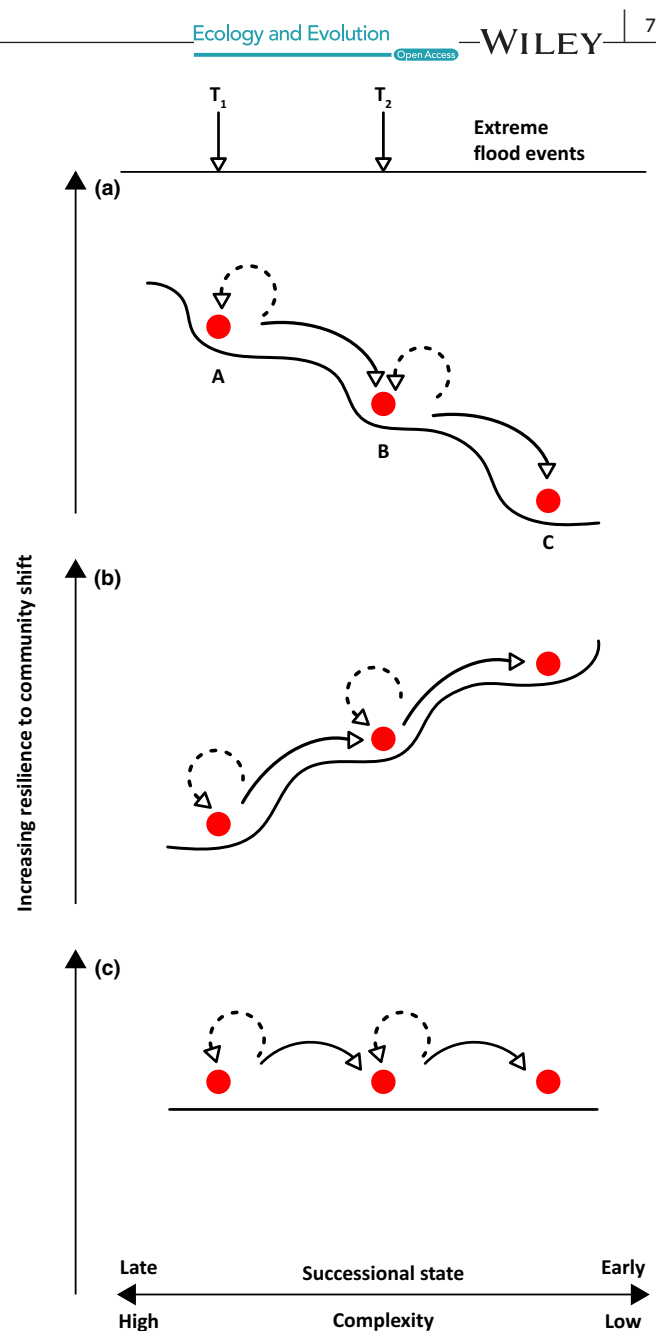 Ecology and Evolution
Open Access
WILEY
7
T1
T2
Extreme
flood events
(a)
A
B
C
Increasing resilience to community shift
(b)
(c)
Late
Successional state
Early
High
Complexity
Low